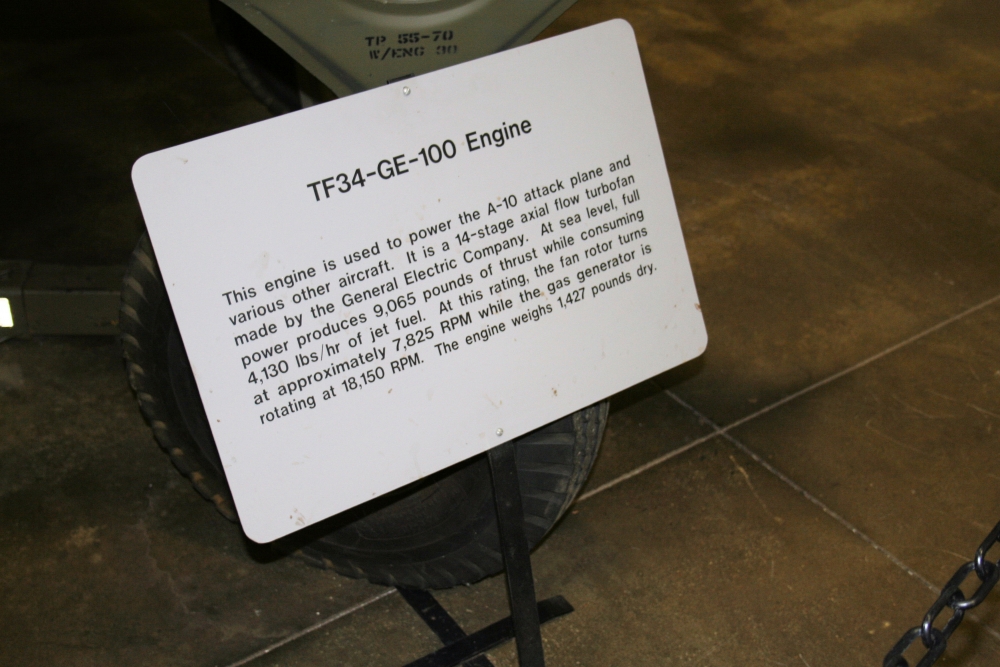 TP 55-70
W/ENG 30
TF34-GE-100 Engine
This engine is used to power the A-10 attack plane and
various other aircraft. It is a 14-stage axial flow turbofan
made by the General Electric Company. At sea level, full
power produces 9,065 pounds of thrust while consuming
4,130 lbs/hr of jet fuel. At this rating, the fan rotor turns
at approximately 7,825 RPM while the gas generator is
rotating at 18,150 RPM. The engine weighs 1,427 pounds dry.